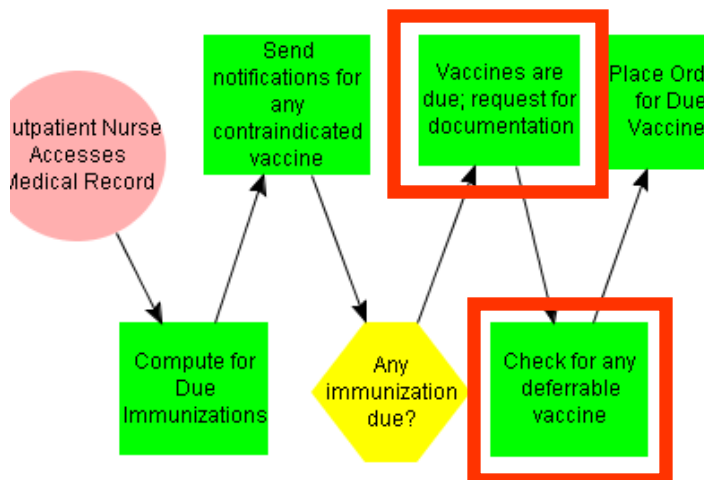 utpatient Nurse
Accesses
Medical Record
Compute for
Due
Immunizations
Send
notifications for
any
contraindicated
vaccine
Any
immunization
due?
Vaccines are
due; request for
documentation
Check for any
deferrable
vaccine
Place Ord
for Due
Vaccine